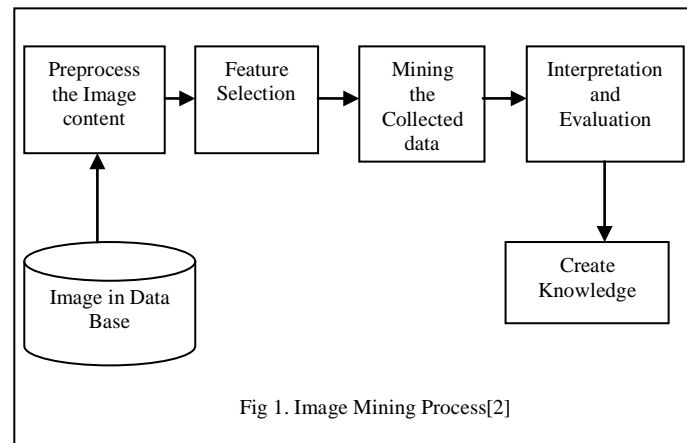 Preprocess
the Image
content
Feature
Selection
Mining
the
Collected
data
Interpretation
and
Evaluation
Image in Data
Base
Create
Knowledge
Fig 1. Image Mining Process[2]